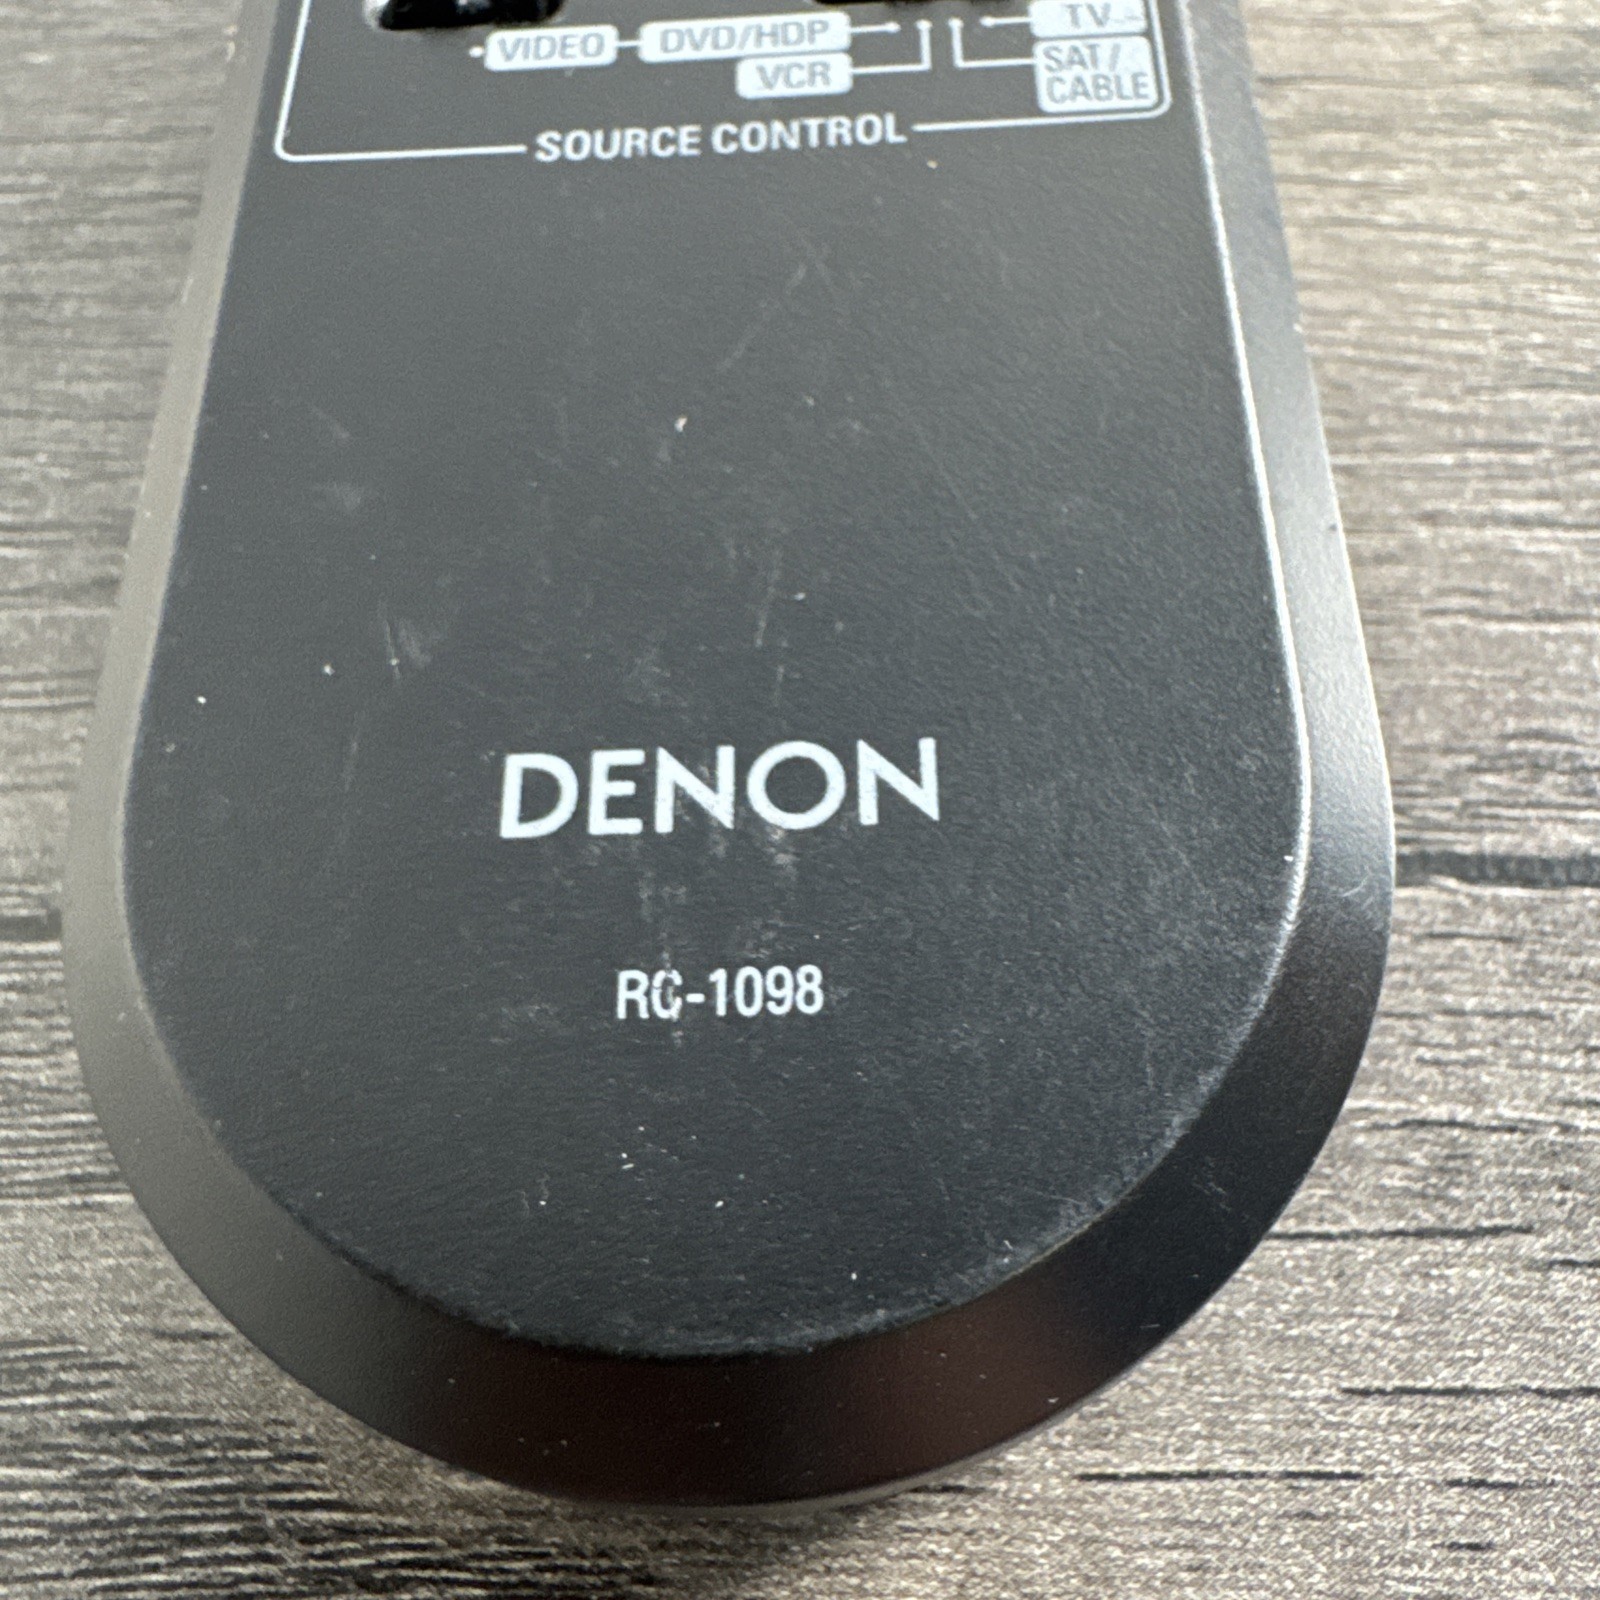 VIDEO DVD/HDP TV
VCR SAT/
CABLE
SOURCE CONTROL
DENON
RC-1098